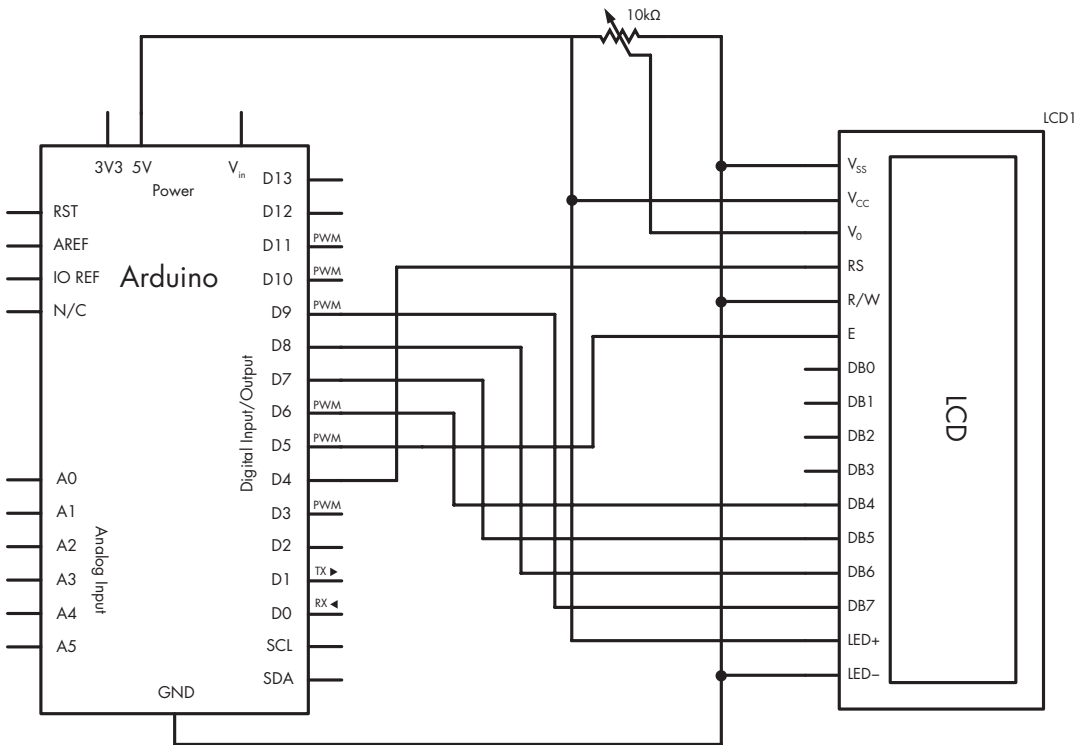 10kΩ
LCD1
3V3 5V Vin
Power
RST
AREF
IO REF
N/C
Arduino
A0
A1
A2
A3
A4
A5
Analog Input
Digital Input/Output
D13
D12
D11 PWM
D10 PWM
D9 PWM
D8
D7
D6 PWM
D5 PWM
D4
D3 PWM
D2
D1 TX ►
D0 RX ◄
SCL
SDA
GND
VSS
VCC
V0
RS
R/W
E
DB0
DB1
DB2
DB3
DB4
DB5
DB6
DB7
LED+
LED–
LCD